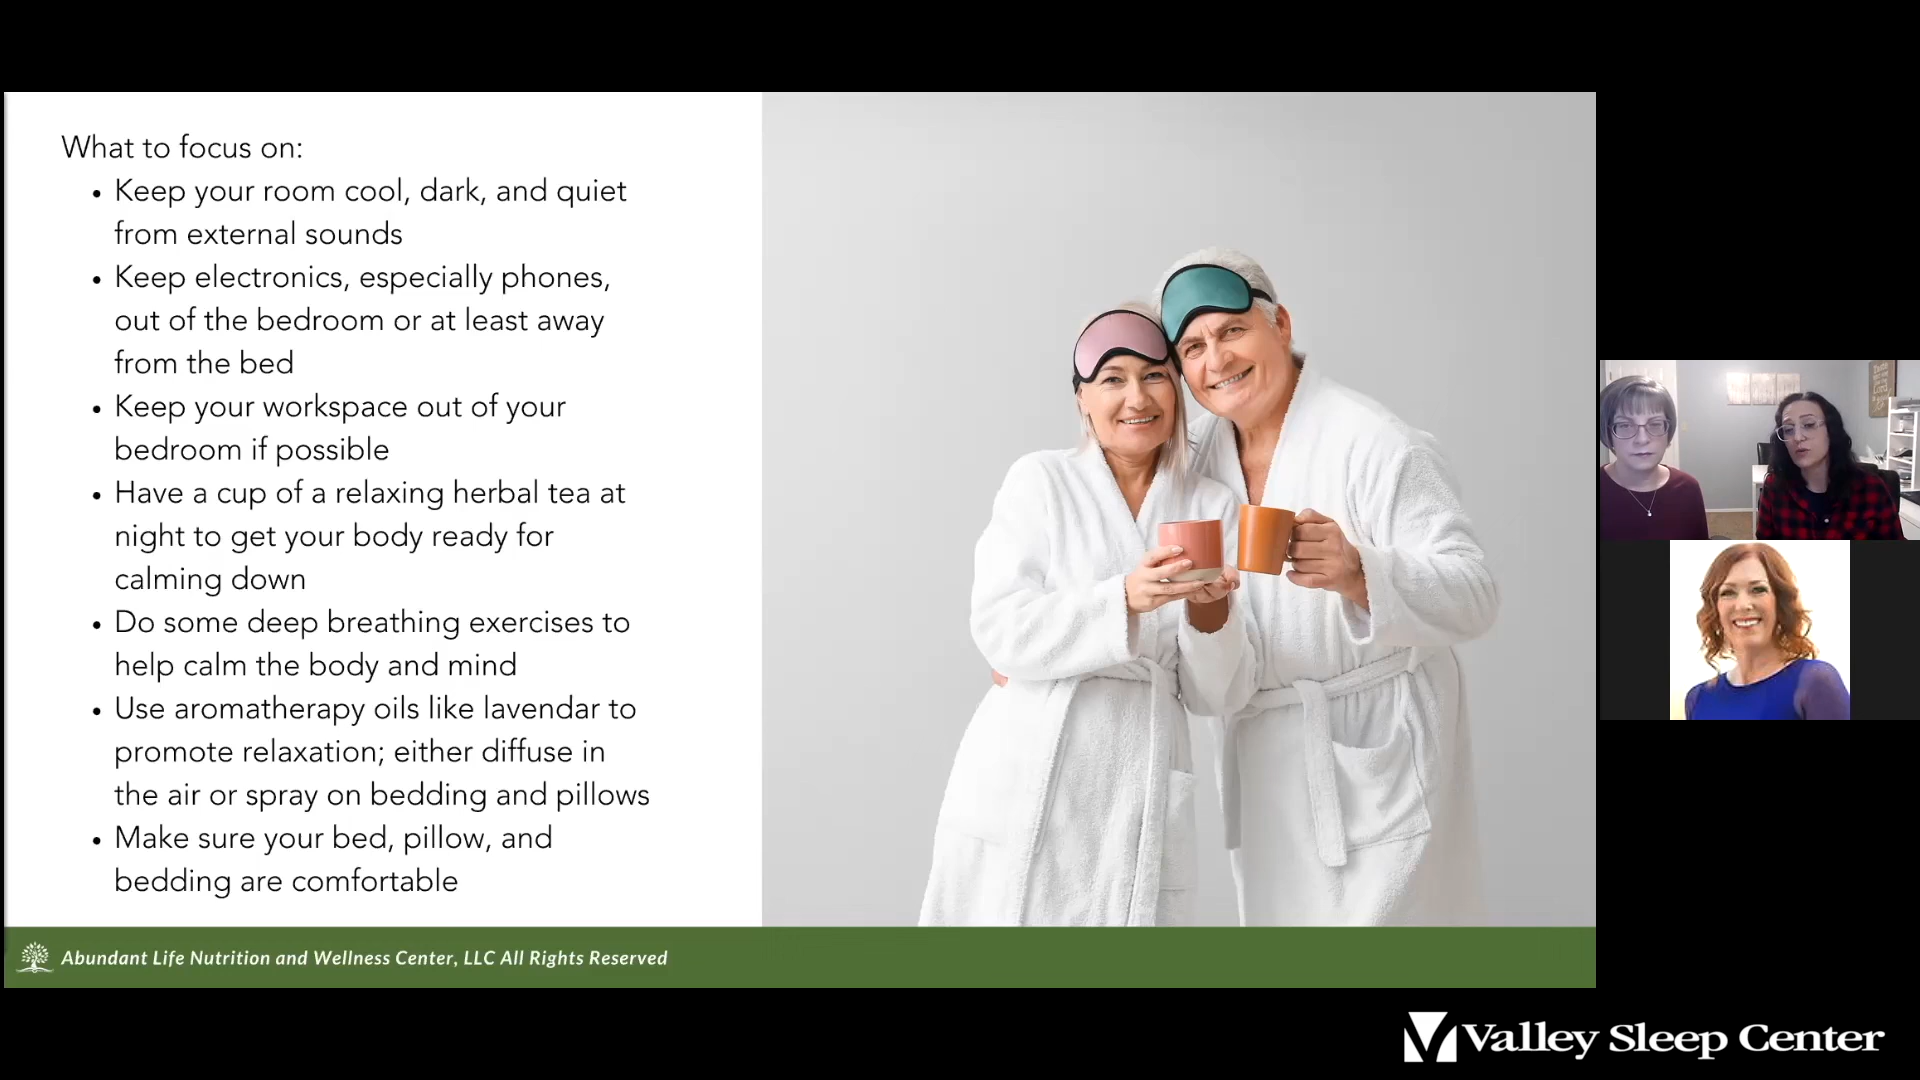 What to focus on:
• Keep your room cool, dark, and quiet
from external sounds
• Keep electronics, especially phones,
out of the bedroom or at least away
from the bed
• Keep your workspace out of your
bedroom if possible
• Have a cup of a relaxing herbal tea at
night to get your body ready for
calming down
• Do some deep breathing exercises to
help calm the body and mind
• Use aromatherapy oils like lavendar to
promote relaxation; either diffuse in
the air or spray on bedding and pillows
• Make sure your bed, pillow, and
bedding are comfortable
Abundant Life Nutrition and Wellness Center, LLC All Rights Reserved
Valley Sleep Center